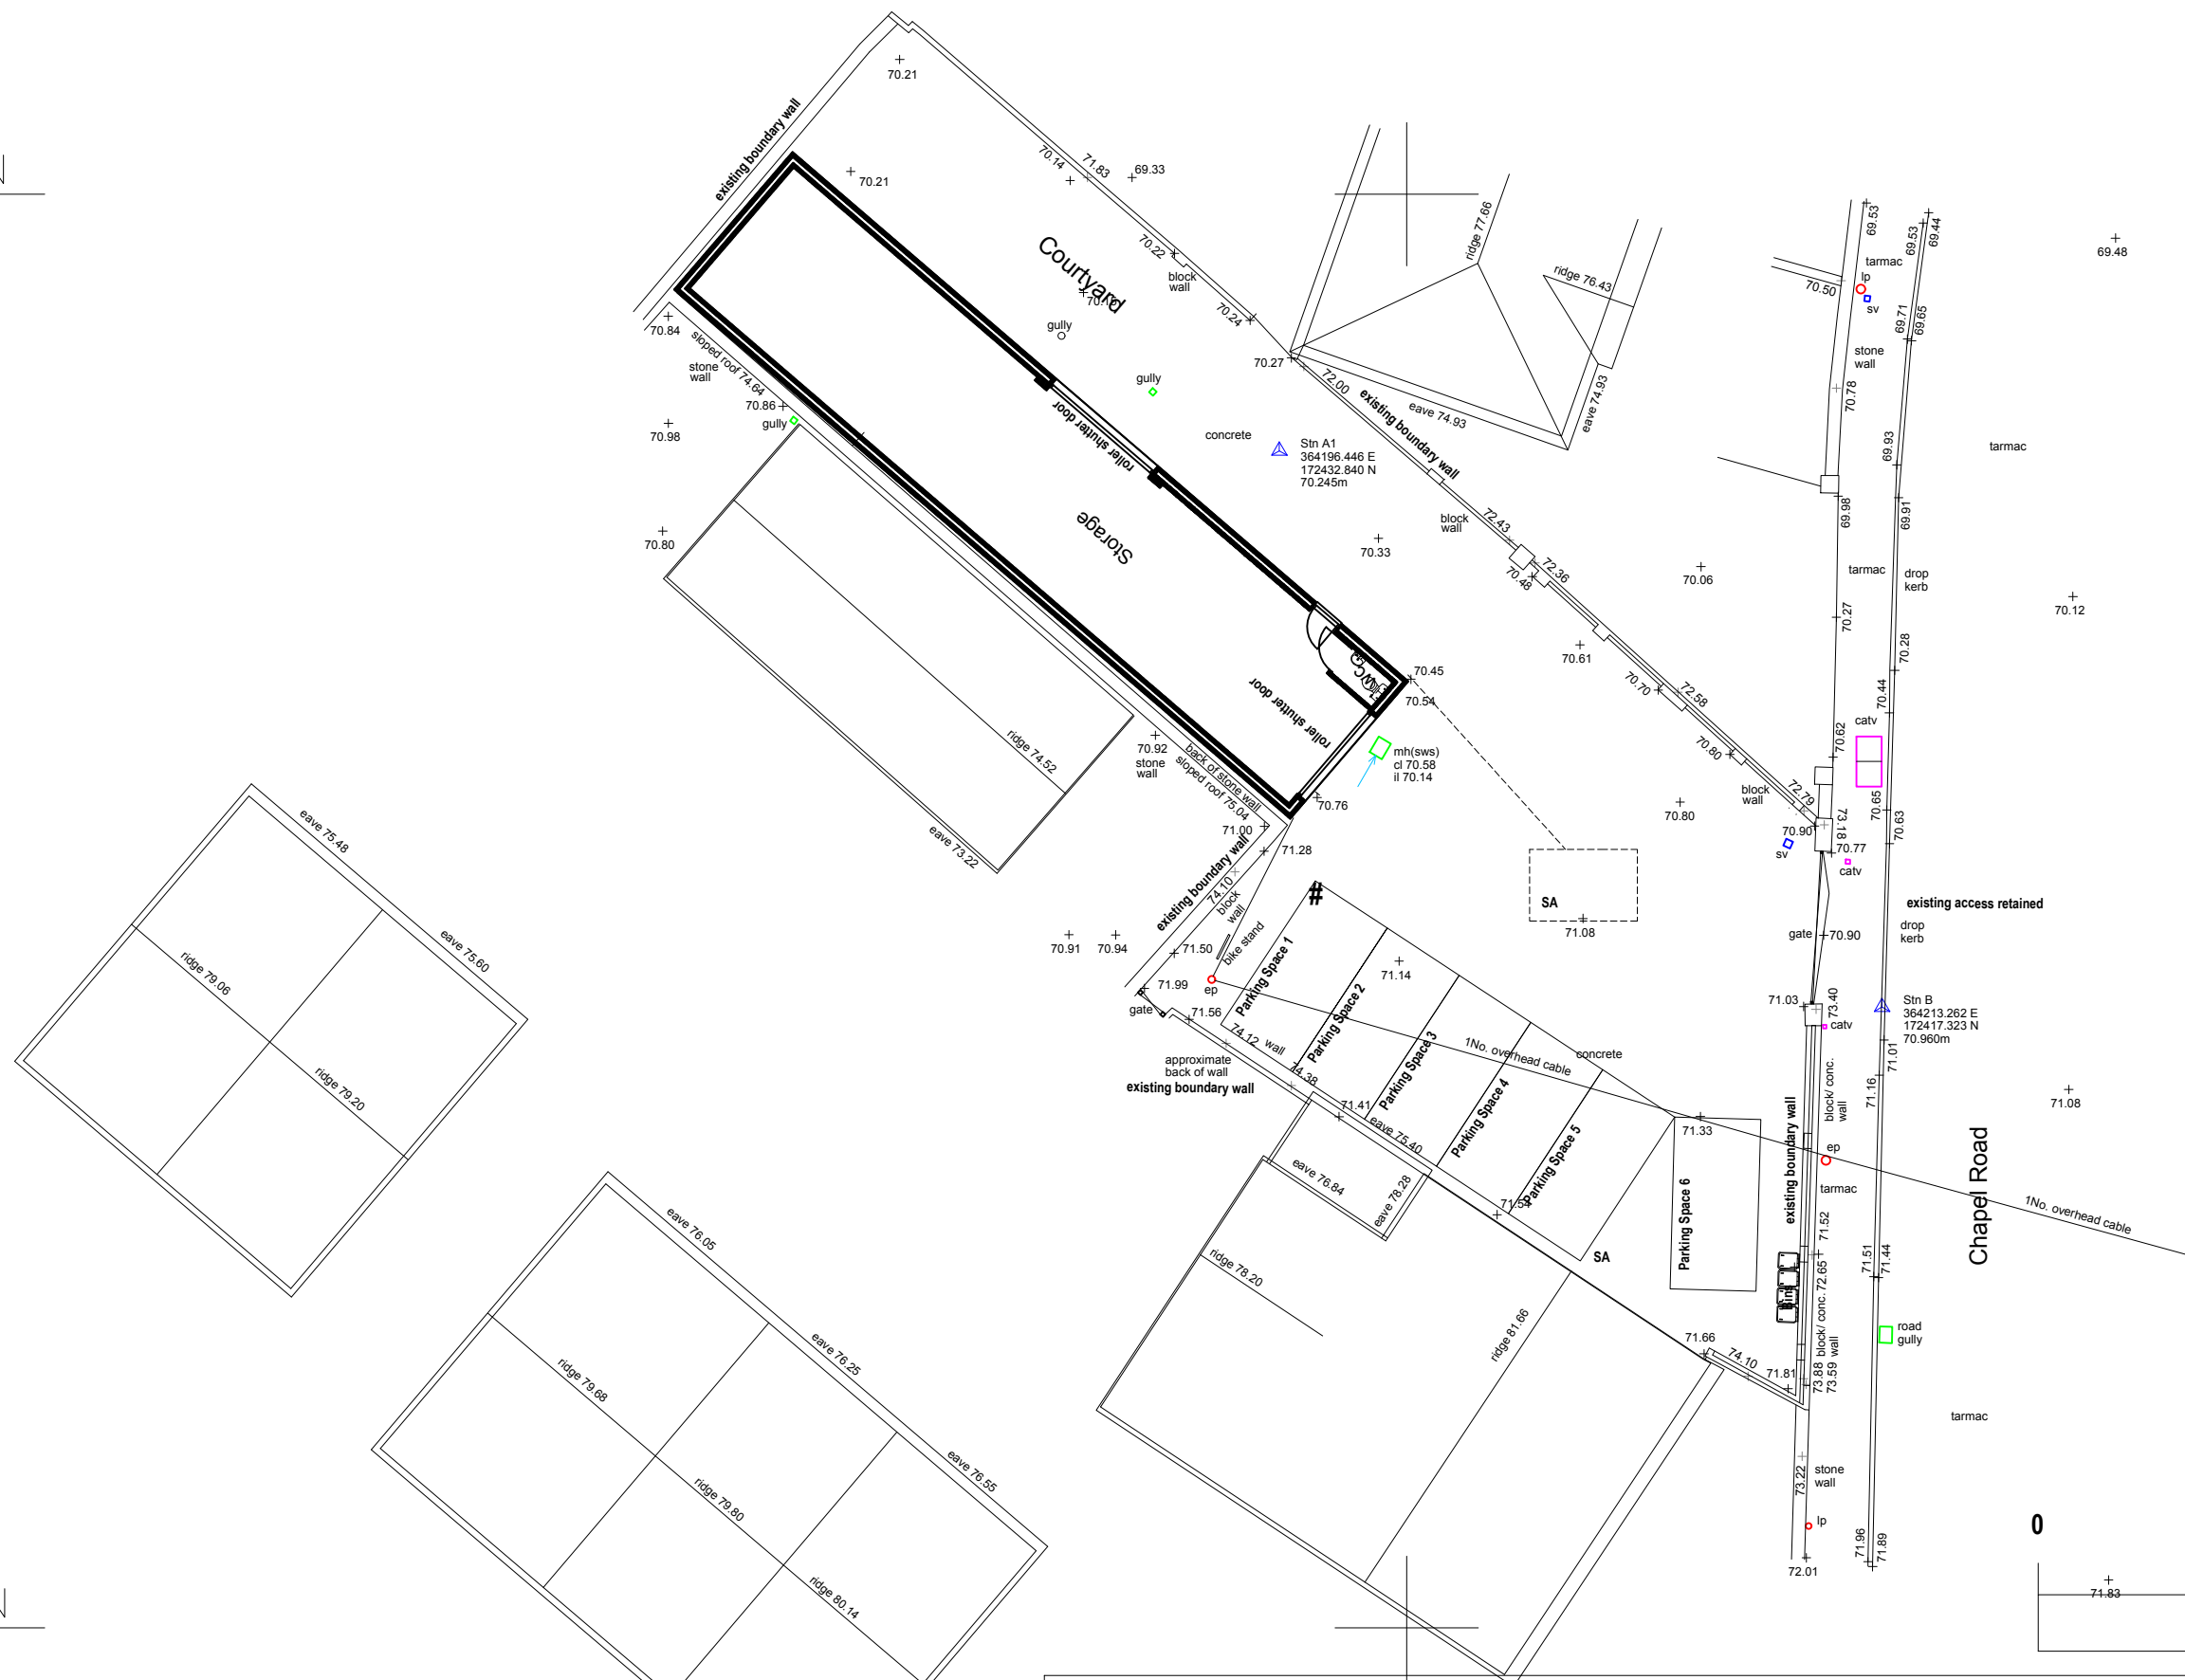 70.21
existing boundary wall
70.14
71.83
69.33
70.21
Courtyard
70.22
block
wall
70.24
gully
gully
70.27
72.00
existing boundary wall
eave 74.93
eave 74.93
ridge 77.66
ridge 76.43
70.50
69.53
tarmac
lp
sv
69.53
69.44
69.48
69.71
69.65
stone
wall
70.78
69.93
tarmac
69.98
69.91
70.84
sloped roof 74.64
stone
wall
70.86
gully
70.98
70.80
roller shutter door
Storage
concrete
Stn A1
364196.446 E
172432.840 N
70.245m
70.33
block
wall
72.43
72.36
70.48
70.06
70.61
tarmac
drop
kerb
70.12
70.27
70.28
70.70
72.58
70.80
70.44
catv
70.62
WC
70.45
70.54
roller shutter door
mh(sws)
cl 70.58
il 70.14
70.76
70.92
stone
wall
back of stone wall
sloped roof 75.04
ridge 74.52
eave 73.22
71.00
71.28
existing boundary wall
74.10
block
wall
bike stand
71.50
70.91
70.94
71.99
gate
71.56
ep
70.80
block
wall
72.79
70.90
73.18
70.65
70.63
sv
70.77
catv
SA
71.08
existing access retained
drop
kerb
gate
70.90
#
Parking Space 1
Parking Space 2
Parking Space 3
Parking Space 4
Parking Space 5
Parking Space 6
71.14
74.12
wall
74.38
approximate
back of wall
existing boundary wall
71.41
eave 75.40
1No. overhead cable
concrete
71.33
71.54
SA
71.03
73.40
catv
Stn B
364213.262 E
172417.323 N
70.960m
71.01
71.16
71.08
block/ conc.
wall
existing boundary wall
ep
tarmac
71.52
Chapel Road
1No. overhead cable
71.51
71.44
Bins
72.65
block/ conc.
wall
73.88
73.59
road
gully
71.66
74.10
71.81
tarmac
73.22
stone
wall
lp
72.01
71.96
71.89
0
71.83
eave 76.84
eave 78.28
ridge 78.20
ridge 81.66
eave 75.48
eave 75.60
ridge 79.06
ridge 79.20
eave 76.05
eave 76.25
eave 76.55
ridge 79.68
ridge 79.80
ridge 80.14